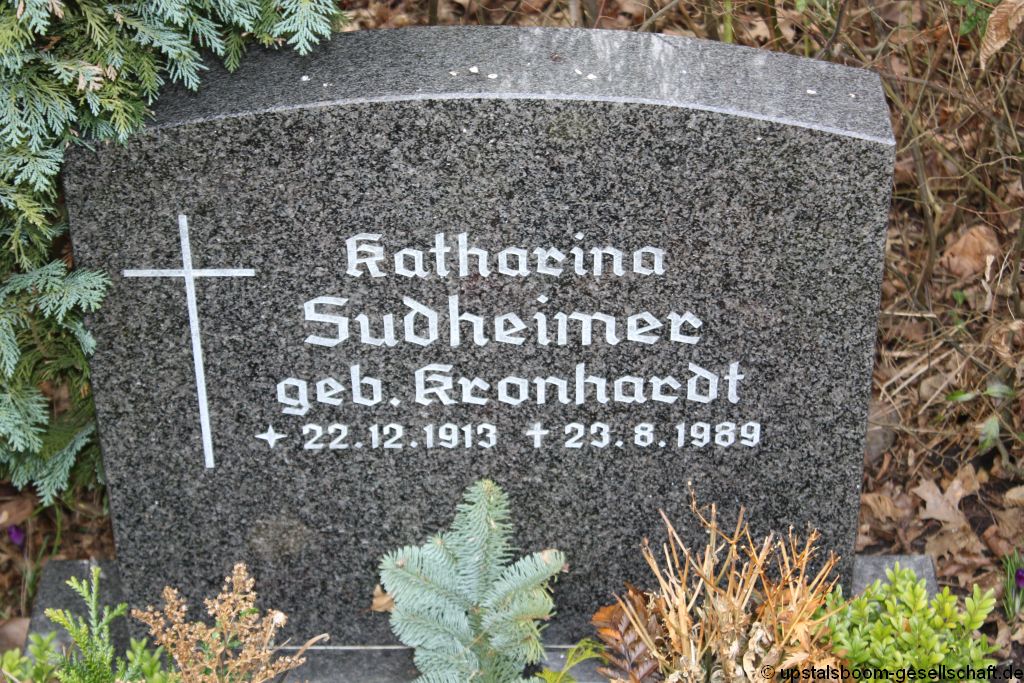 Katharina
Sudheimer
geb. Kronhardt
22.12.1913 23.8.1989
© upstalsboom-gesellschaft.de